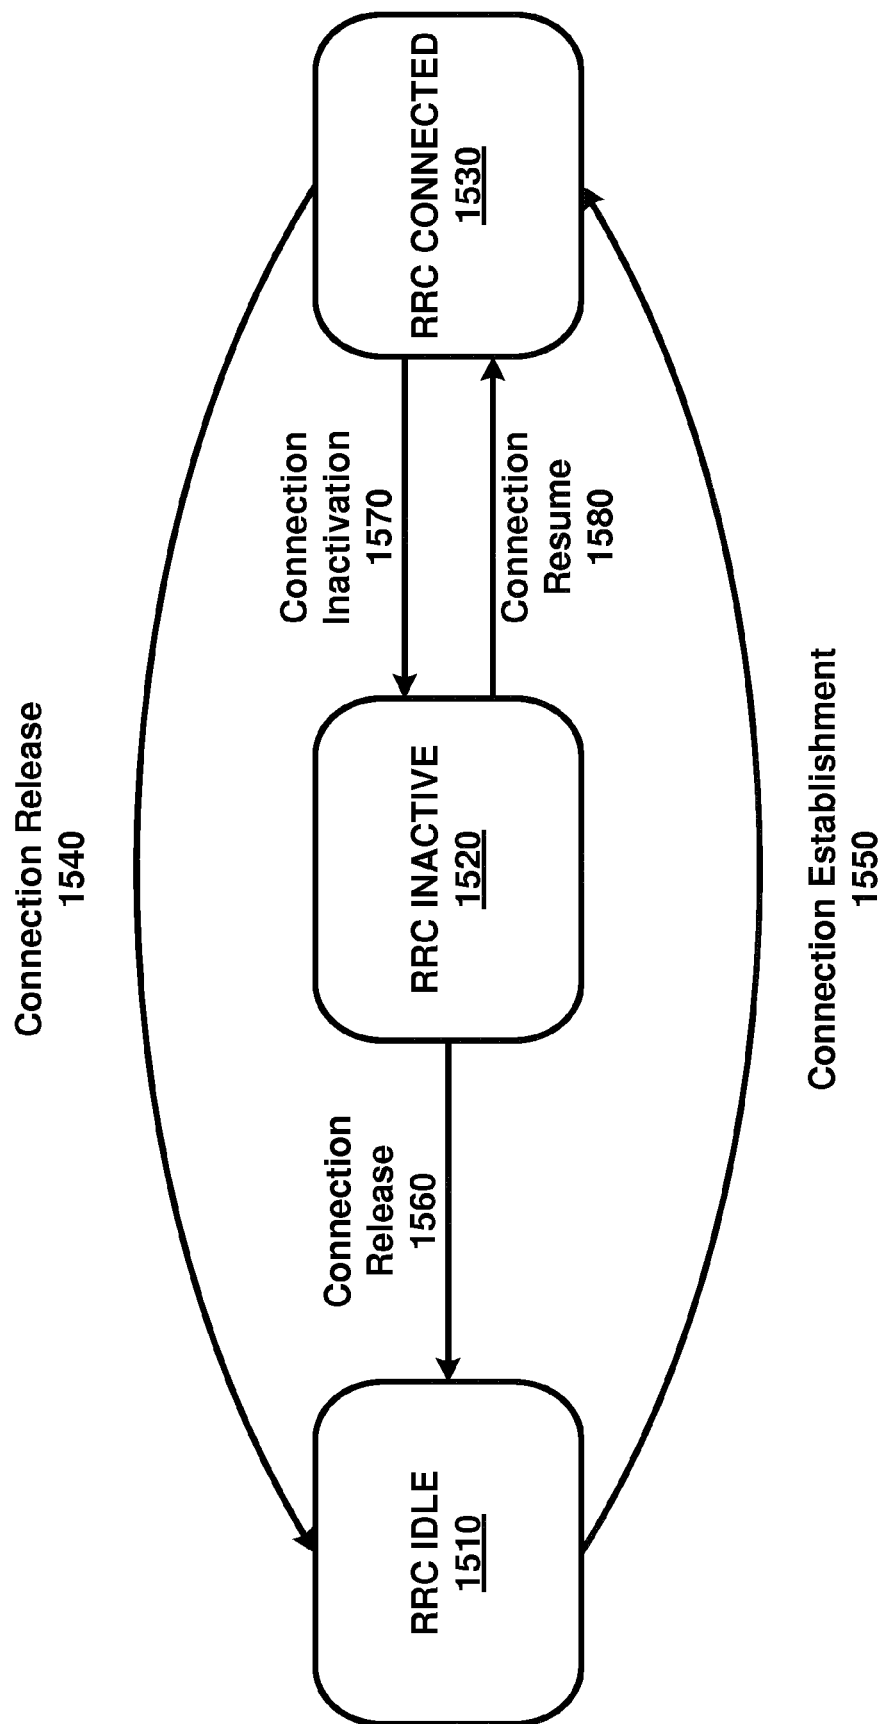 Connection Release
1540
RRC IDLE
1510
Connection
Release
1560
RRC INACTIVE
1520
Connection
Inactivation
1570
Connection
Resume
1580
RRC CONNECTED
1530
Connection Establishment
1550